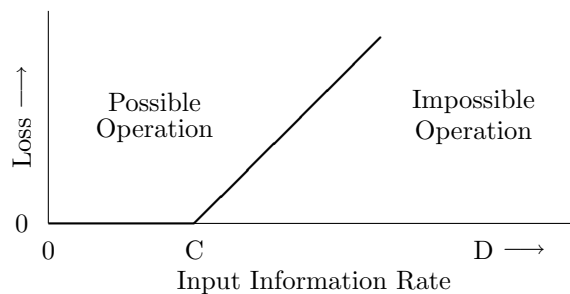 Possible
Operation
Impossible
Operation
Loss ⟶
0
0
C
D ⟶
Input Information Rate